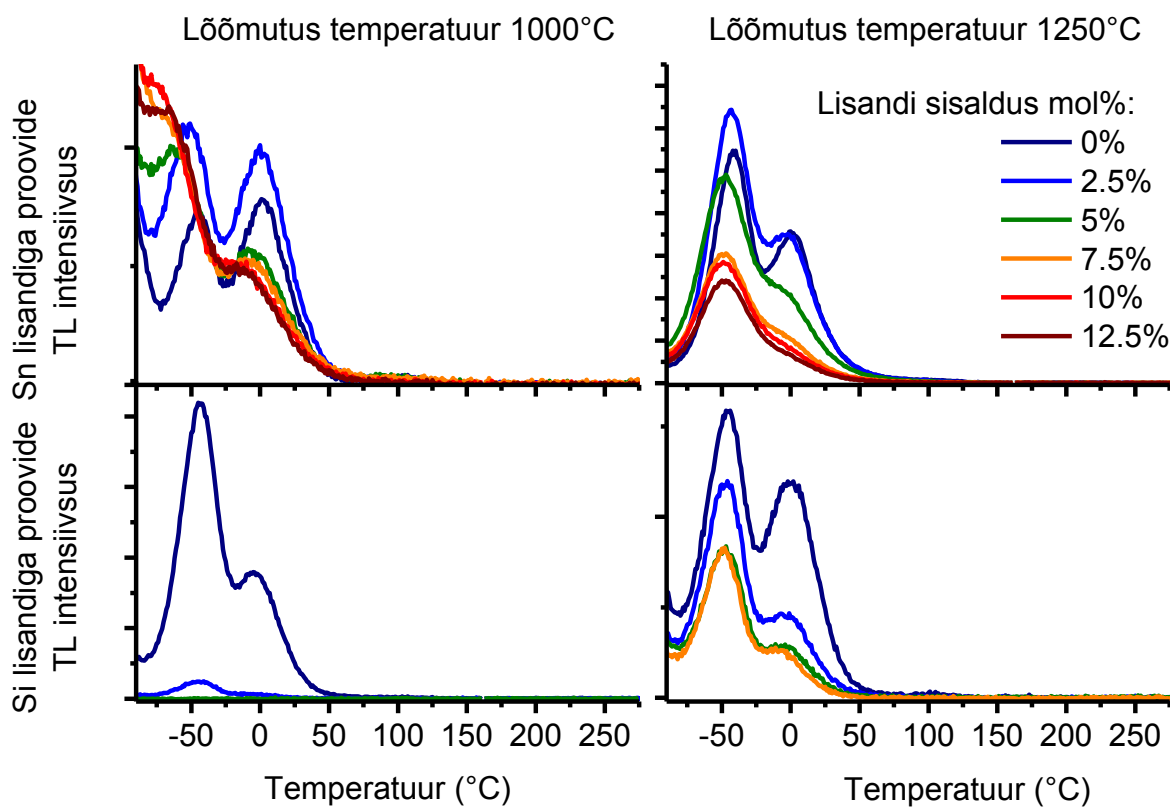 Lõõmutus temperatuur 1000°C
Lõõmutus temperatuur 1250°C
Sn lisandiga proovide
TL intensiivsus
Lisandi sisaldus mol%:
0%
2.5%
5%
7.5%
10%
12.5%
Si lisandiga proovide
TL intensiivsus
-50 0 50 100 150 200 250
-50 0 50 100 150 200 250
Temperatuur (°C)
Temperatuur (°C)